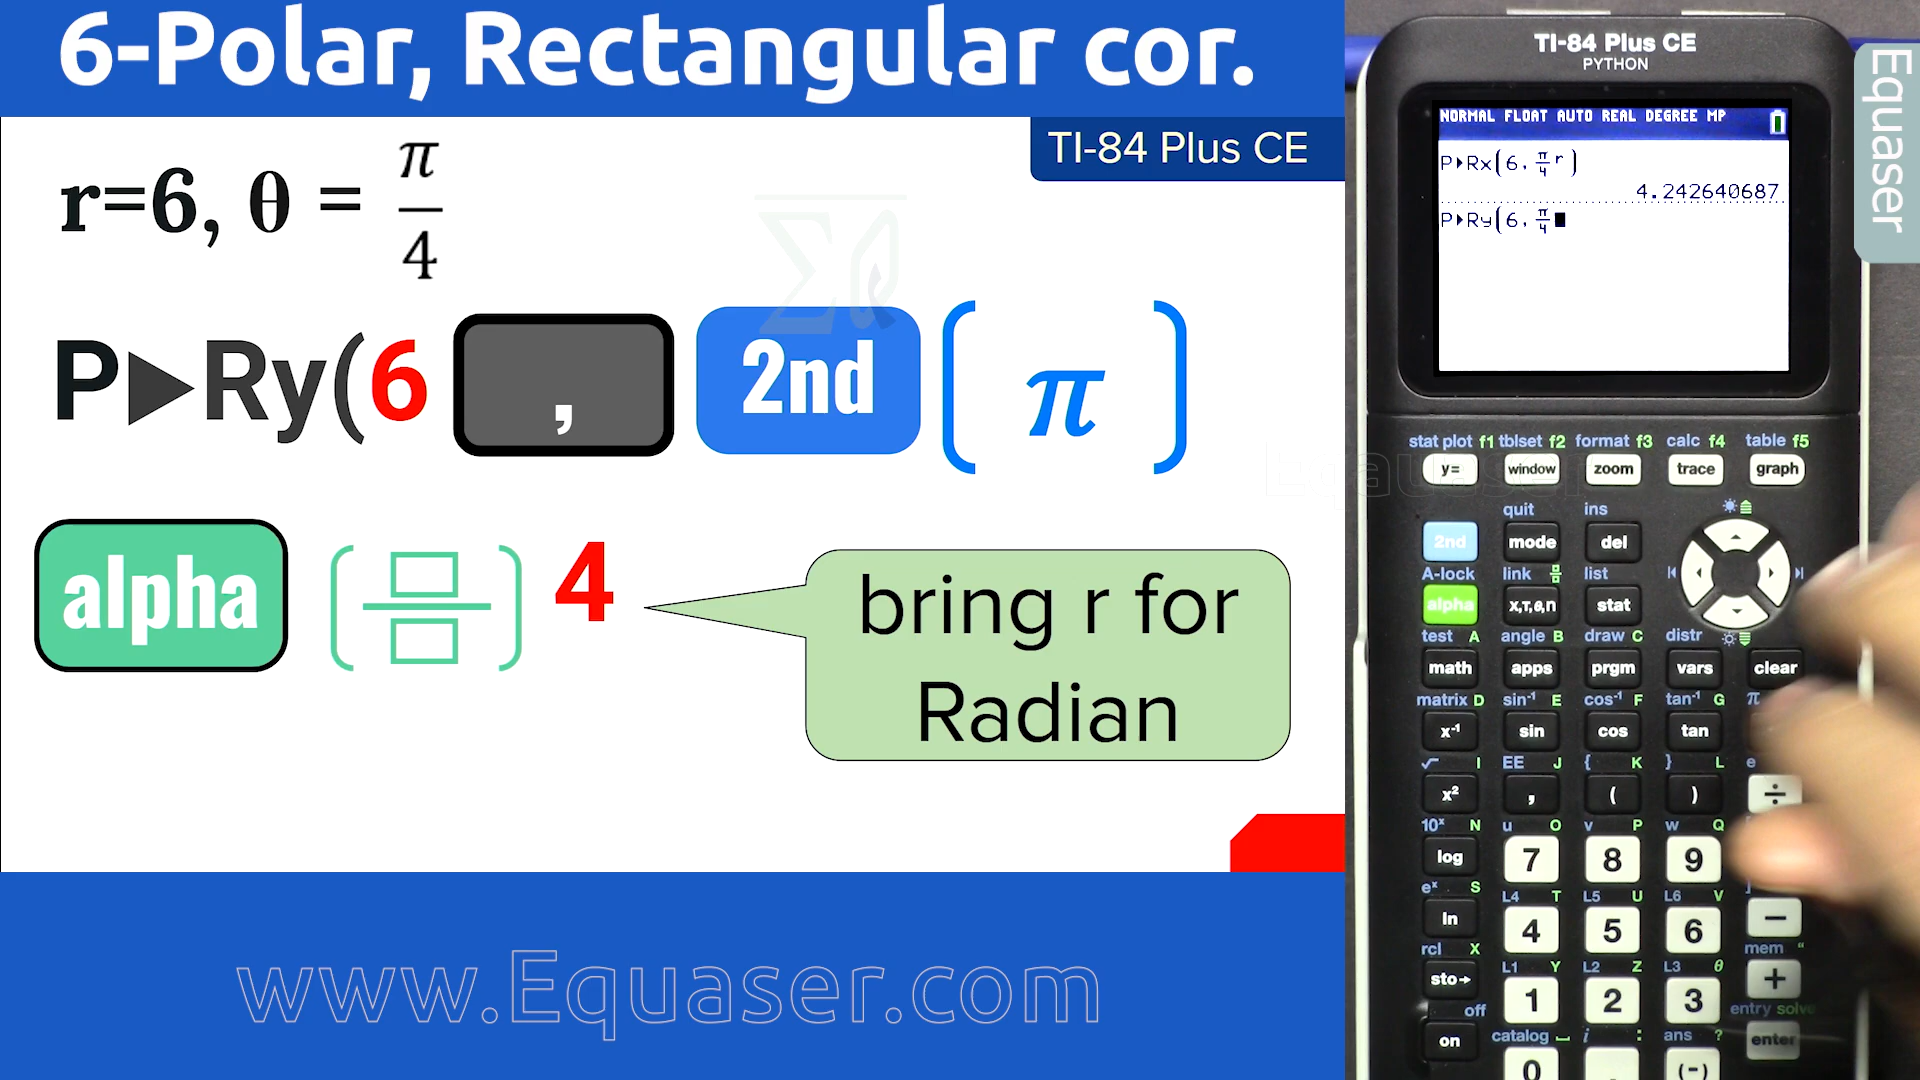 6-Polar, Rectangular cor.
TI-84 Plus CE
r=6, θ = π/4
P▶Ry(6 , 2nd ( π )
alpha 4
bring r for
Radian
www.Equaser.com
TI-84 Plus CE
PYTHON
Equaser
NORMAL FLOAT AUTO REAL DEGREE MP
P▶Rx(6, π/4 r)
4.242640687
P▶Ry(6, π/4
Equaser
stat plot f1 tblset f2 format f3 calc f4 table f5
y= window zoom trace graph
quit ins
2nd mode del
A-lock link list
alpha X,T,θ,n stat
test A angle B draw C distr
math apps prgm vars clear
matrix D sin⁻¹ E cos⁻¹ F tan⁻¹ G π
x⁻¹ sin cos tan
√ I EE J { K } L e
x² , ( ) ÷
10ˣ N u O v P w Q
log 7 8 9
eˣ S L4 T L5 U L6 V ]
ln 4 5 6 −
rcl X L1 Y L2 Z L3 θ mem "
sto→ 1 2 3 +
off catalog i : ans ? entry solve
on 0 . (-) enter